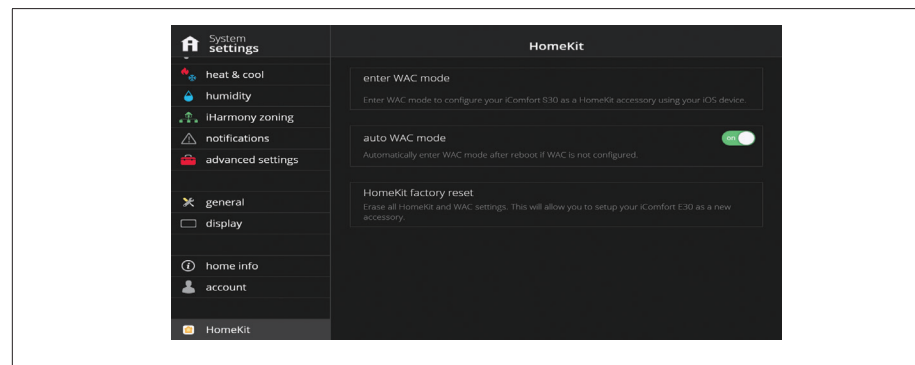 System
settings
HomeKit
heat & cool
humidity
iHarmony zoning
notifications
advanced settings
general
display
home info
account
HomeKit
enter WAC mode
Enter WAC mode to configure your iComfort S30 as a HomeKit accessory using your iOS device.
auto WAC mode
on
Automatically enter WAC mode after reboot if WAC is not configured.
HomeKit factory reset
Erase all HomeKit and WAC settings. This will allow you to setup your iComfort E30 as a new
accessory.